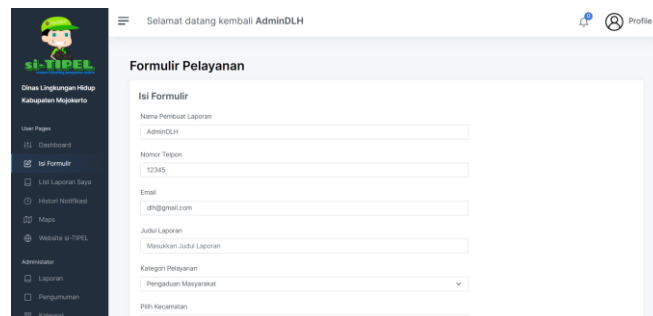 Selamat datang kembali AdminDLH
Profile
si-TIPEL
Dinas Lingkungan Hidup
Kabupaten Mojokerto
User Pages
Dashboard
Isi Formulir
List Laporan Saya
Histori Notifikasi
Maps
Website si-TIPEL
Administator
Laporan
Pengumuman
Kategori
Formulir Pelayanan
Isi Formulir
Nama Pembuat Laporan
AdminDLH
Nomor Telpon
12345
Email
dlh@gmail.com
Judul Laporan
Masukkan Judul Laporan
Kategori Pelayanan
Pengaduan Masyarakat
Pilih Kecamatan